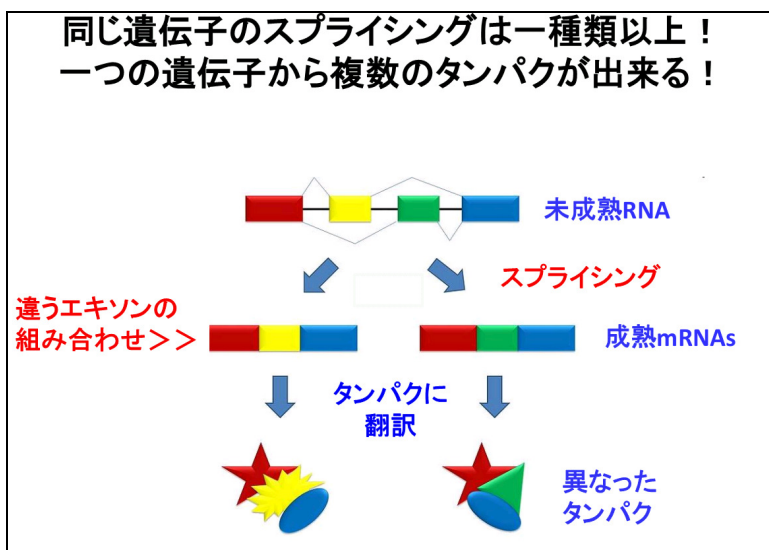 同じ遺伝子のスプライシングは一種類以上！
一つの遺伝子から複数のタンパクが出来る！
未成熟RNA
スプライシング
違うエキソンの
組み合わせ＞＞
成熟mRNAs
タンパクに
翻訳
異なった
タンパク